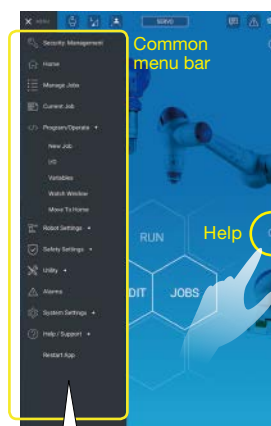 × MENU
SERVO
Common
menu bar
Security: Management
Home
Manage Jobs
Current Job
</> Program/Operate
New Job
I/O
Variables
Watch Window
Move To Home
Robot Settings
Safety Settings
Utility
Alarms
System Settings
Help / Support
Restart App
RUN
Help
DIT
JOBS